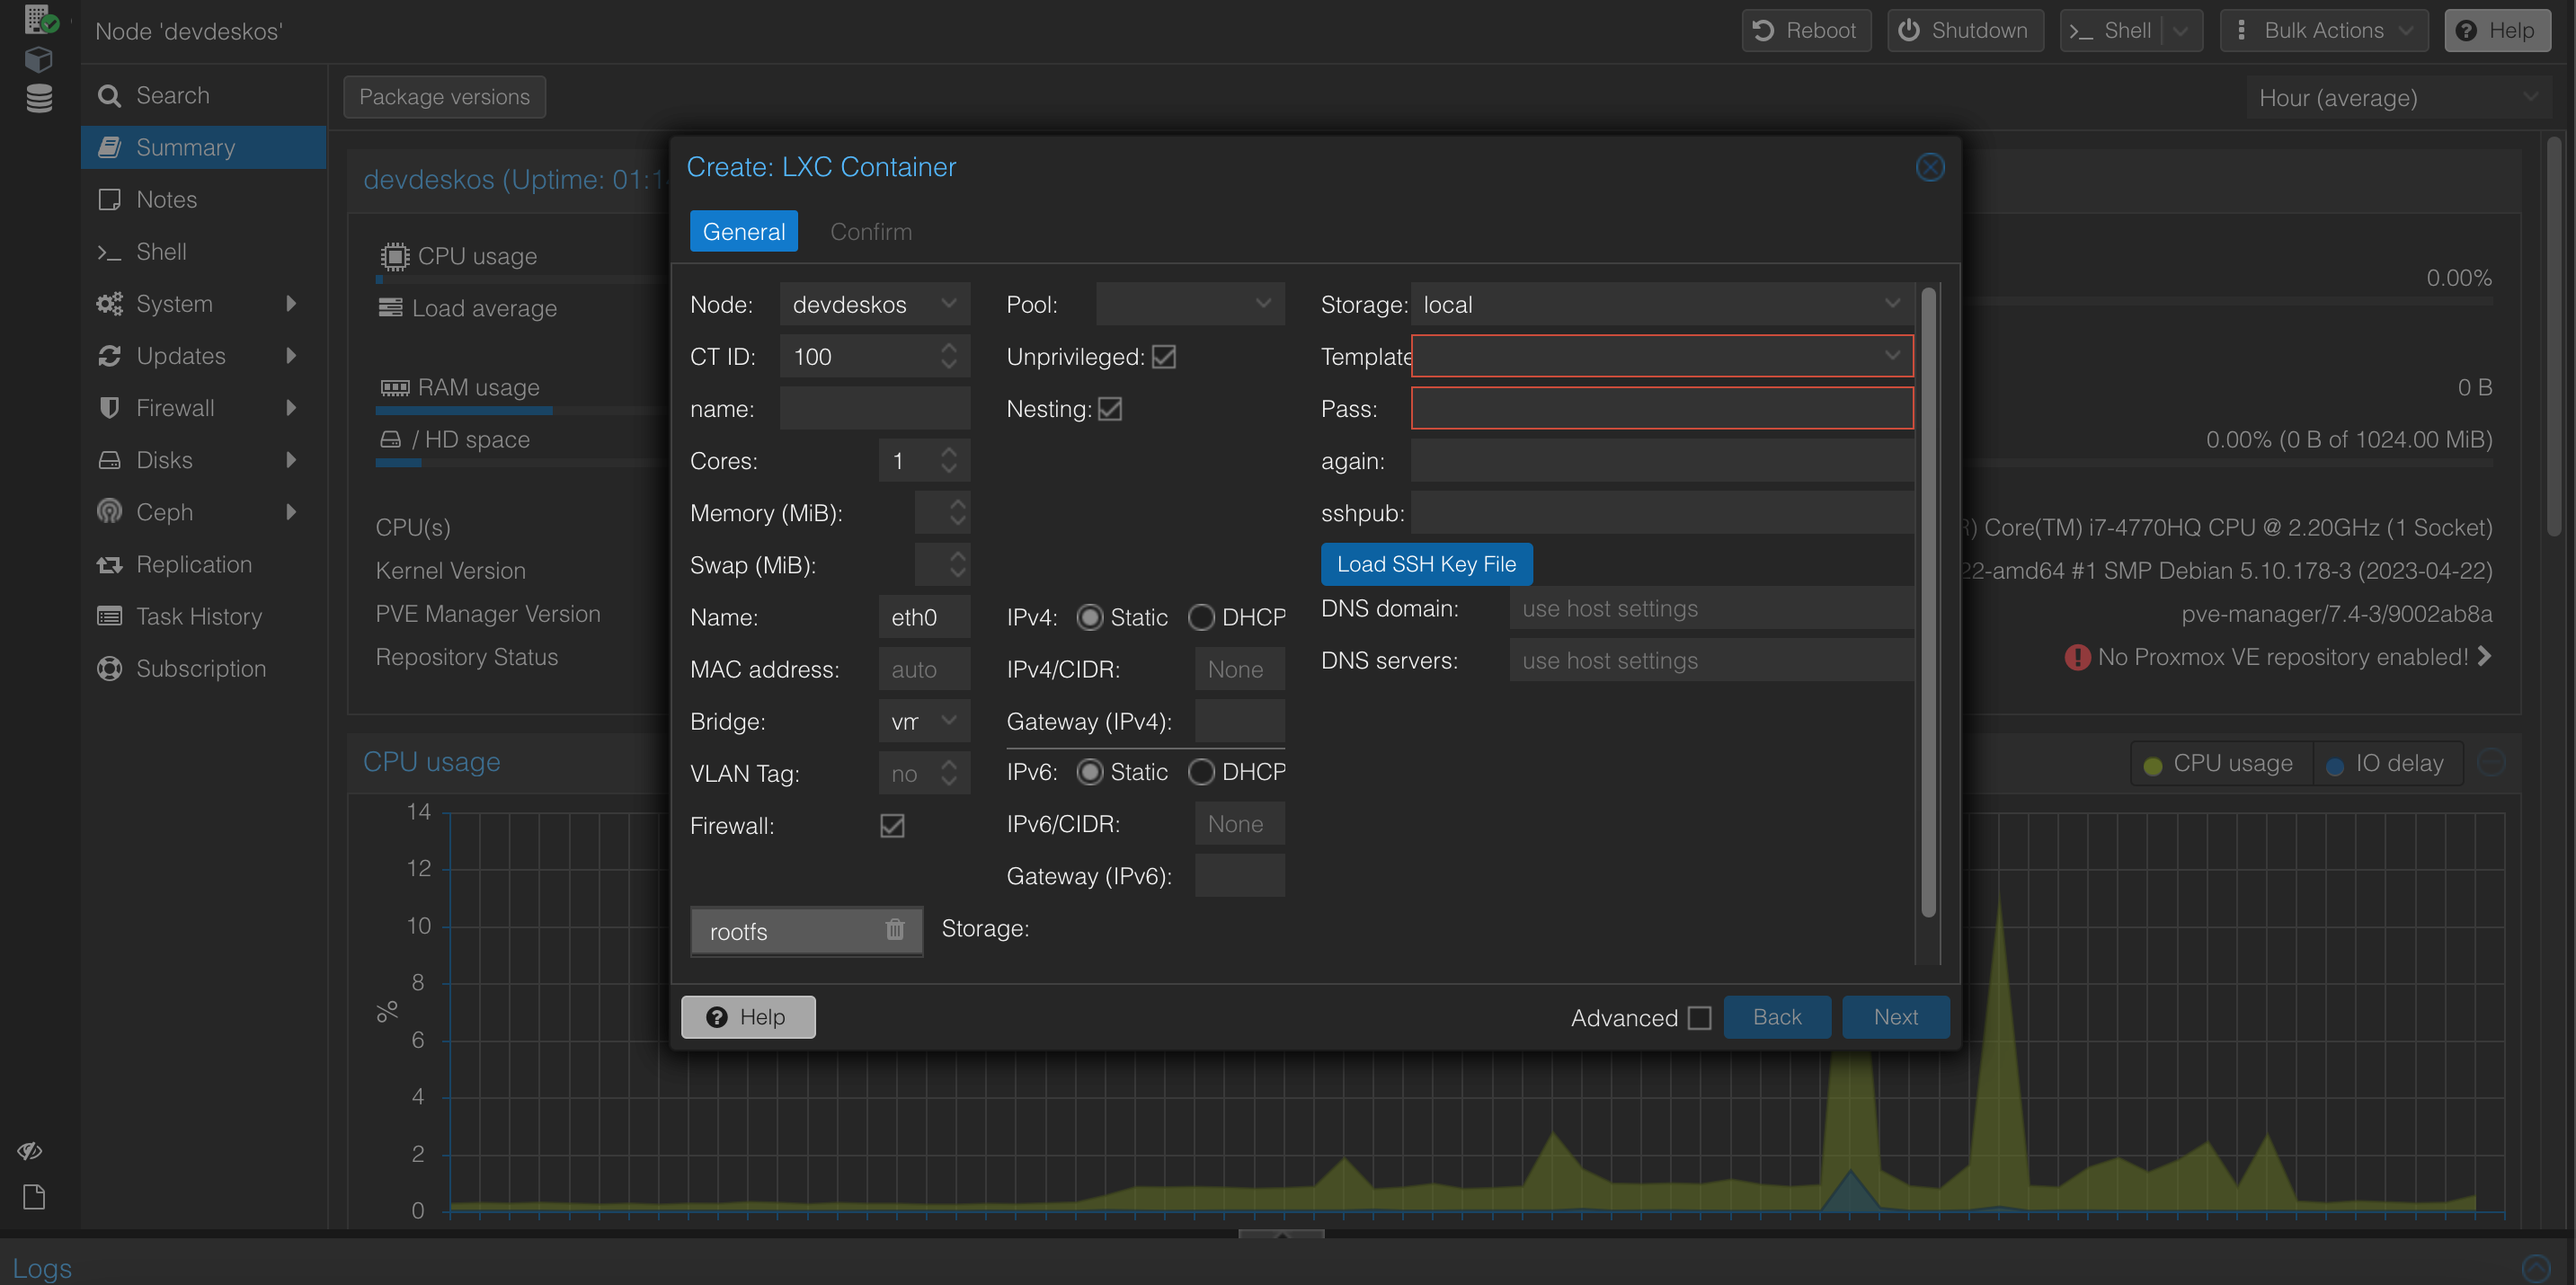 Node 'devdeskos'
Reboot
Shutdown
Shell
Bulk Actions
Help
Search
Summary
Notes
Shell
System
Updates
Firewall
Disks
Ceph
Replication
Task History
Subscription
Package versions
Hour (average)
devdeskos (Uptime: 01:1
CPU usage
Load average
RAM usage
/ HD space
CPU(s)
Kernel Version
PVE Manager Version
Repository Status
0.00%
0 B
0.00% (0 B of 1024.00 MiB)
Core(TM) i7-4770HQ CPU @ 2.20GHz (1 Socket)
22-amd64 #1 SMP Debian 5.10.178-3 (2023-04-22)
pve-manager/7.4-3/9002ab8a
No Proxmox VE repository enabled!
Create: LXC Container
General
Confirm
Node: devdeskos
CT ID: 100
name:
Cores: 1
Memory (MiB):
Swap (MiB):
Name: eth0
MAC address: auto
Bridge: vm
VLAN Tag: no
Firewall:
Pool:
Unprivileged:
Nesting:
IPv4: Static DHCP
IPv4/CIDR: None
Gateway (IPv4):
IPv6: Static DHCP
IPv6/CIDR: None
Gateway (IPv6):
Storage: local
Template
Pass:
again:
sshpub:
Load SSH Key File
DNS domain: use host settings
DNS servers: use host settings
rootfs
Storage:
Help
Advanced
Back
Next
CPU usage
CPU usage
IO delay
14
12
10
8
6
4
2
0
%
Logs